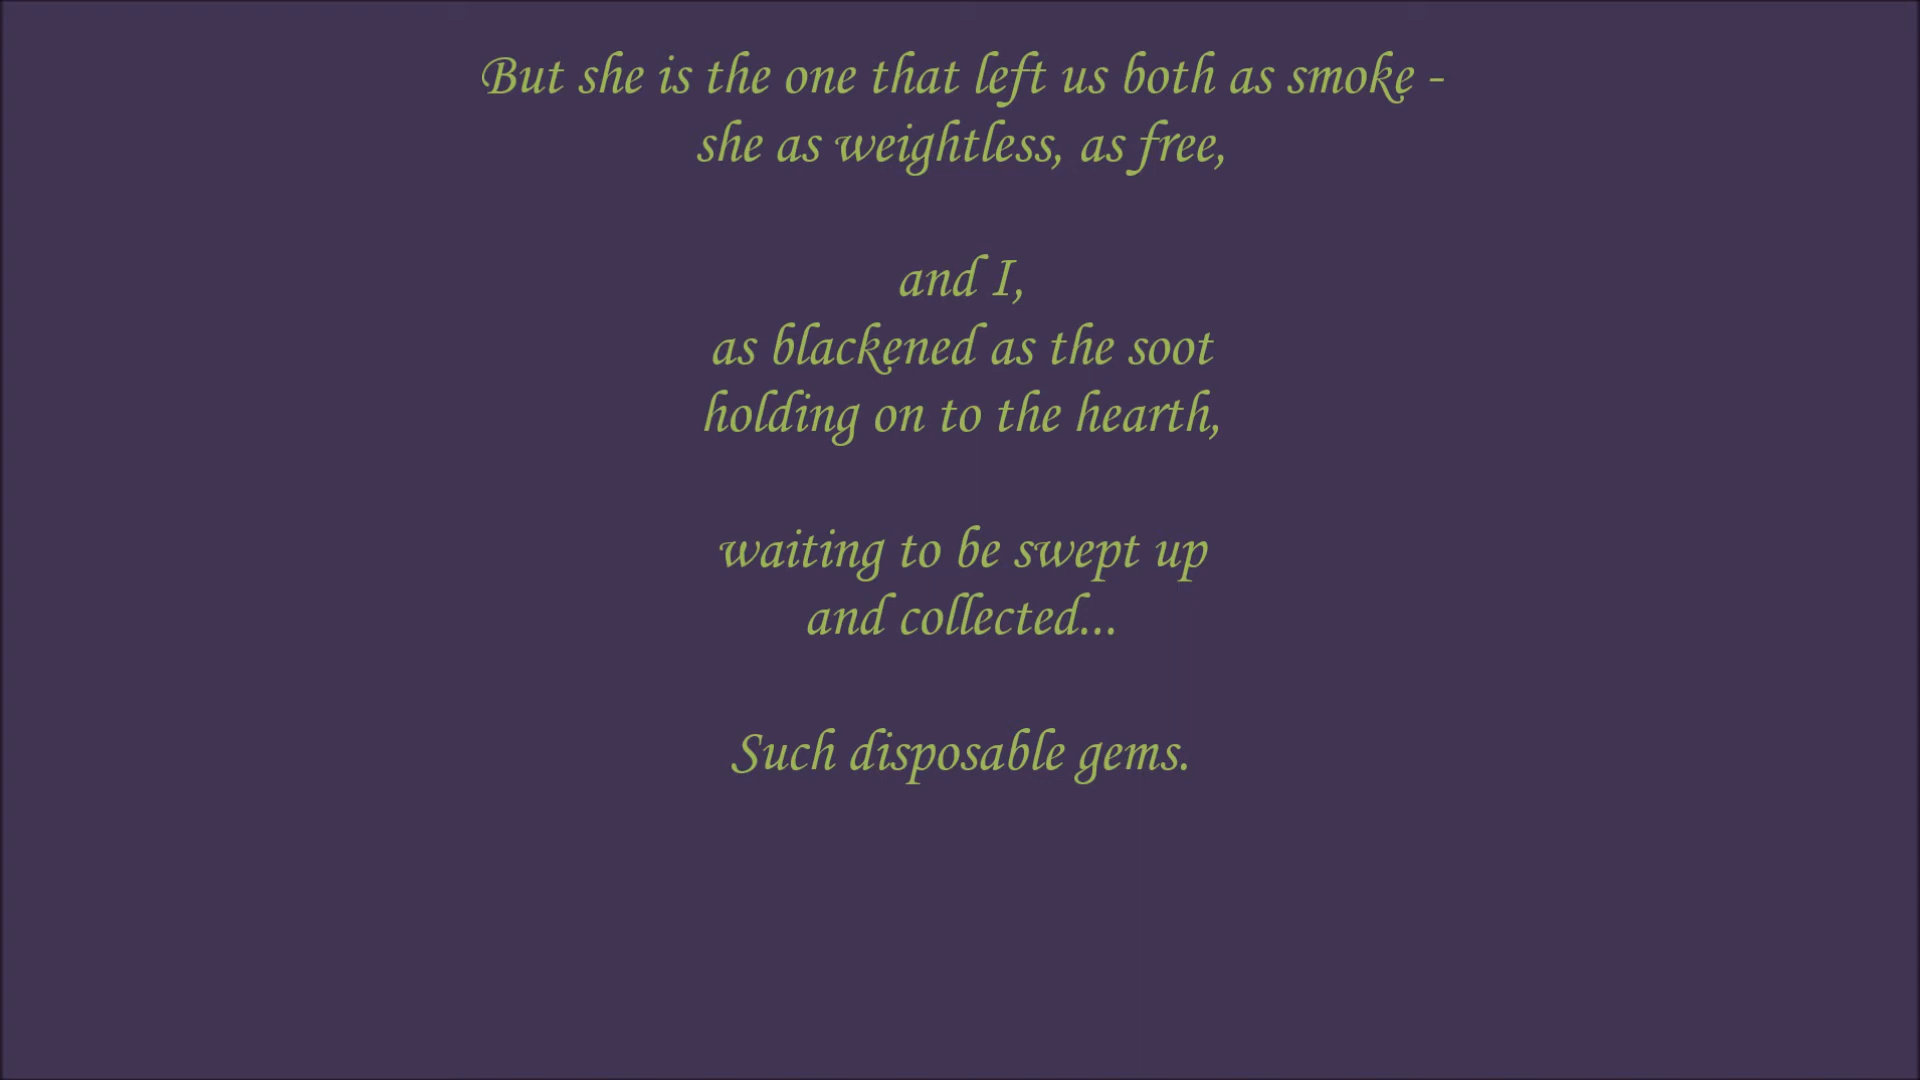 But she is the one that left us both as smoke -
she as weightless, as free,
and I,
as blackened as the soot
holding on to the hearth,
waiting to be swept up
and collected...
Such disposable gems.